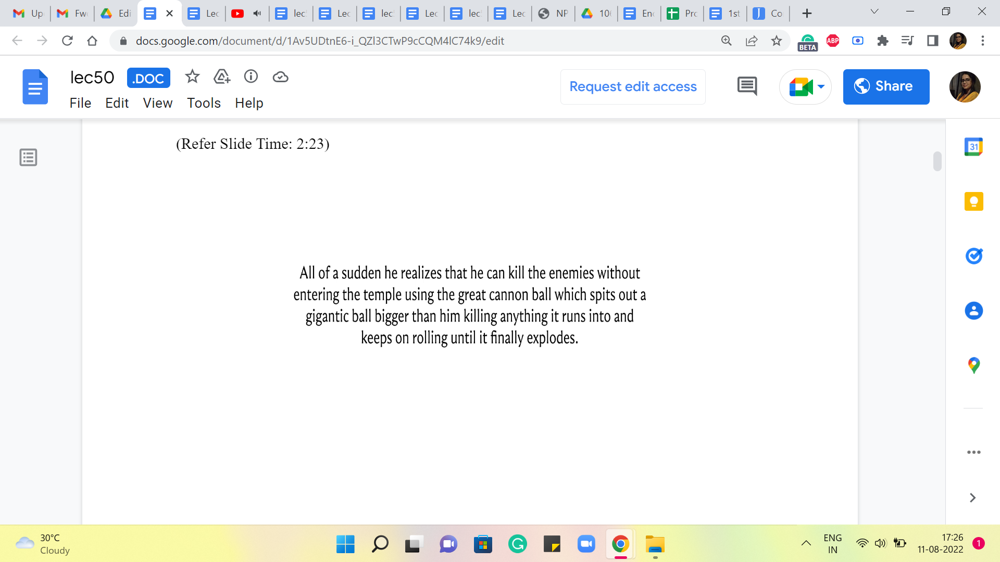 Up
Fw
Edi
Lec
lec
Lec
lec
Lec
lec
Lec
NP
10
Enc
Pro
1st
Co
docs.google.com/document/d/1Av5UDtnE6-i_QZl3CTwP9cCQM4lC74k9/edit
BETA
ABP
lec50 .DOC
File Edit View Tools Help
Request edit access
Share
31
(Refer Slide Time: 2:23)
All of a sudden he realizes that he can kill the enemies without
entering the temple using the great cannon ball which spits out a
gigantic ball bigger than him killing anything it runs into and
keeps on rolling until it finally explodes.
30°C
Cloudy
ENG
IN
17:26
11-08-2022
1